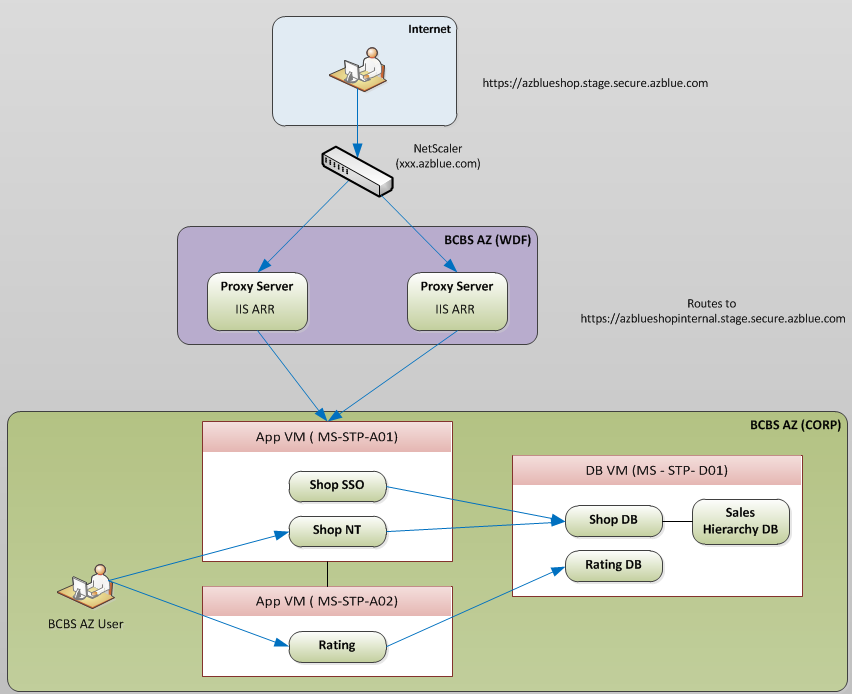 Internet
https://azblueshop.stage.secure.azblue.com
NetScaler
(xxx.azblue.com)
BCBS AZ (WDF)
Proxy Server
IIS ARR
Proxy Server
IIS ARR
Routes to
https://azblueshopinternal.stage.secure.azblue.com
BCBS AZ (CORP)
App VM ( MS-STP-A01)
Shop SSO
Shop NT
DB VM (MS - STP- D01)
Shop DB
Sales
Hierarchy DB
Rating DB
BCBS AZ User
App VM ( MS-STP-A02)
Rating